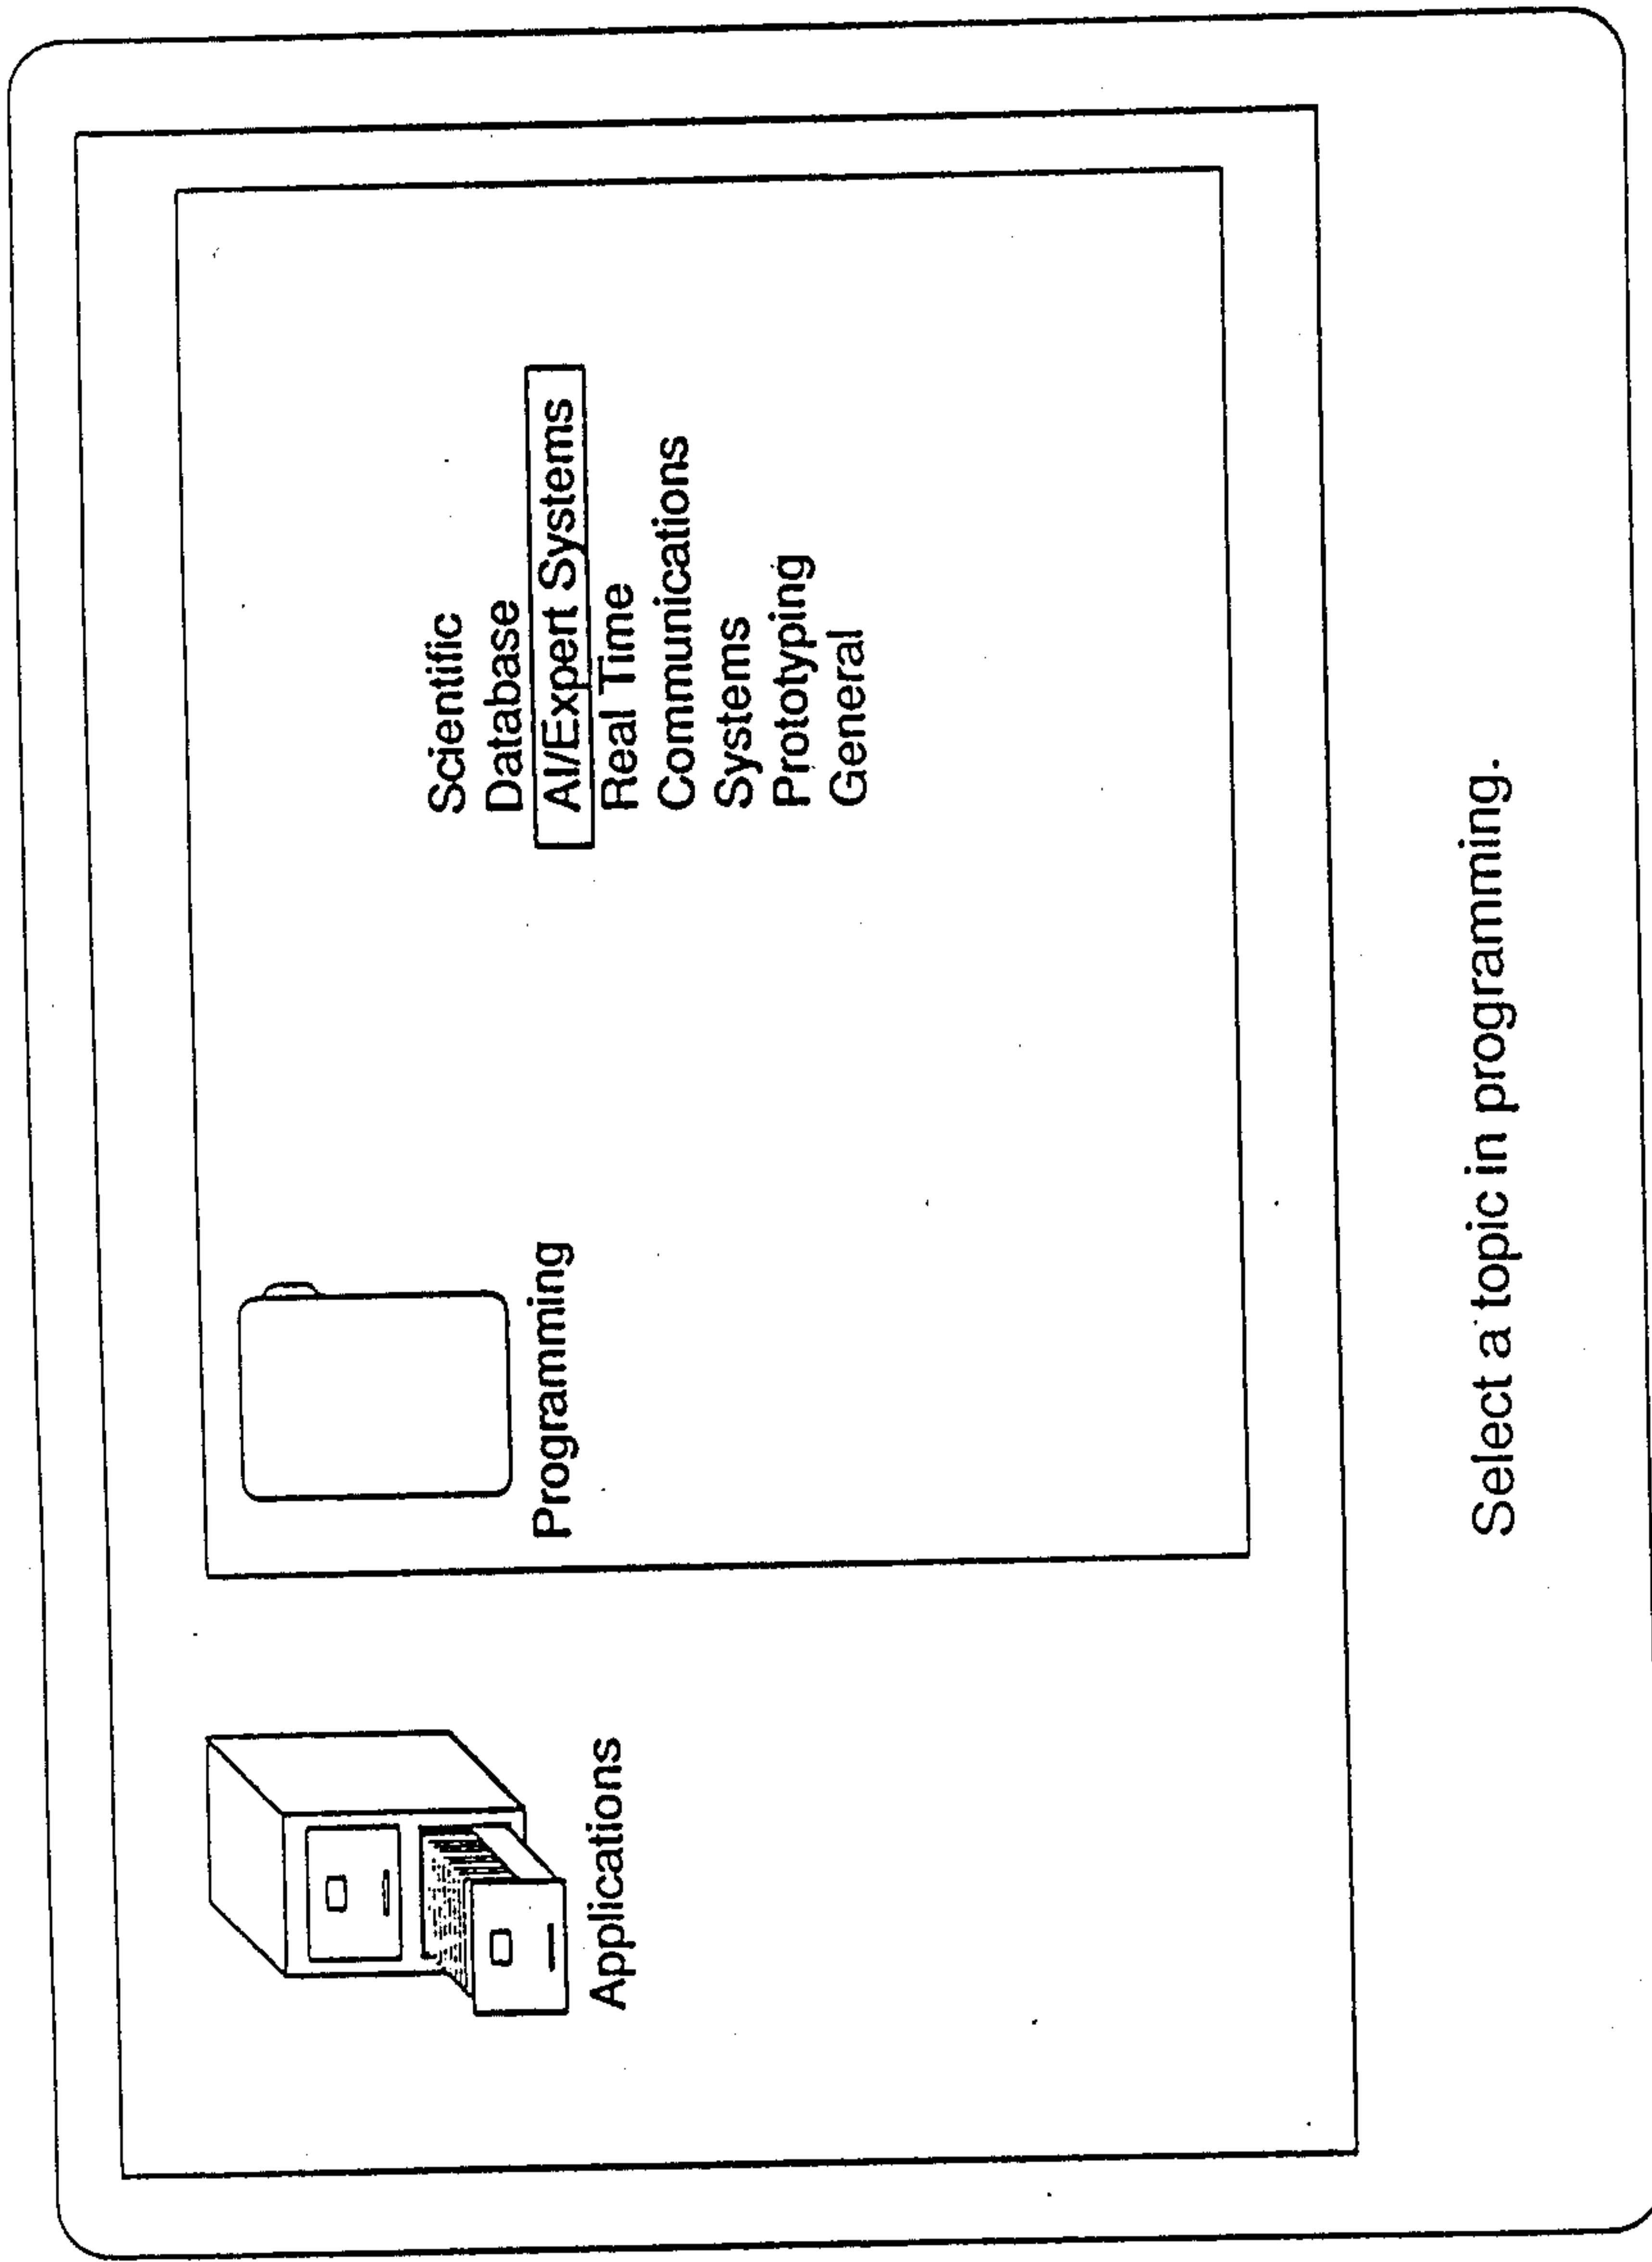 Applications
Programming
Scientific
Database
AI/Expert Systems
Real Time
Communications
Systems
Prototyping
General
Select a topic in programming.